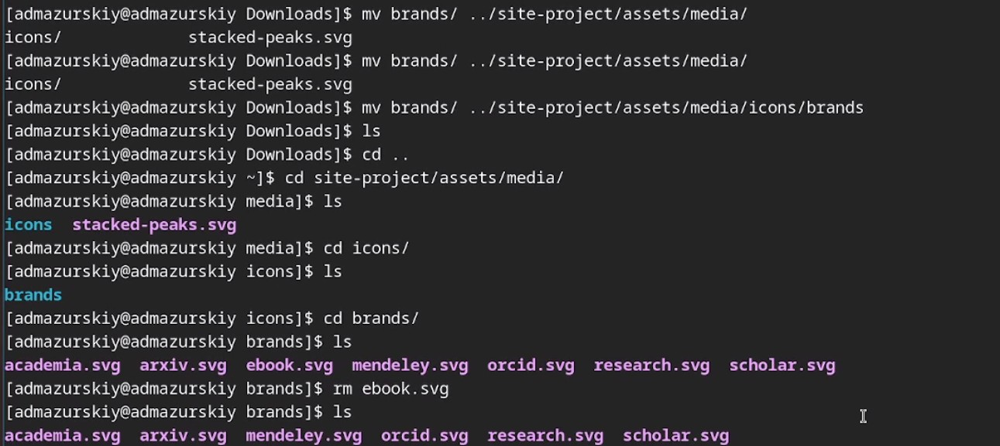 [admazurskiy@admazurskiy Downloads]$ mv brands/ ../site-project/assets/media/
icons/             stacked-peaks.svg
[admazurskiy@admazurskiy Downloads]$ mv brands/ ../site-project/assets/media/
icons/             stacked-peaks.svg
[admazurskiy@admazurskiy Downloads]$ mv brands/ ../site-project/assets/media/icons/brands
[admazurskiy@admazurskiy Downloads]$ ls
[admazurskiy@admazurskiy Downloads]$ cd ..
[admazurskiy@admazurskiy ~]$ cd site-project/assets/media/
[admazurskiy@admazurskiy media]$ ls
icons  stacked-peaks.svg
[admazurskiy@admazurskiy media]$ cd icons/
[admazurskiy@admazurskiy icons]$ ls
brands
[admazurskiy@admazurskiy icons]$ cd brands/
[admazurskiy@admazurskiy brands]$ ls
academia.svg  arxiv.svg  ebook.svg  mendeley.svg  orcid.svg  research.svg  scholar.svg
[admazurskiy@admazurskiy brands]$ rm ebook.svg
[admazurskiy@admazurskiy brands]$ ls
academia.svg  arxiv.svg  mendeley.svg  orcid.svg  research.svg  scholar.svg